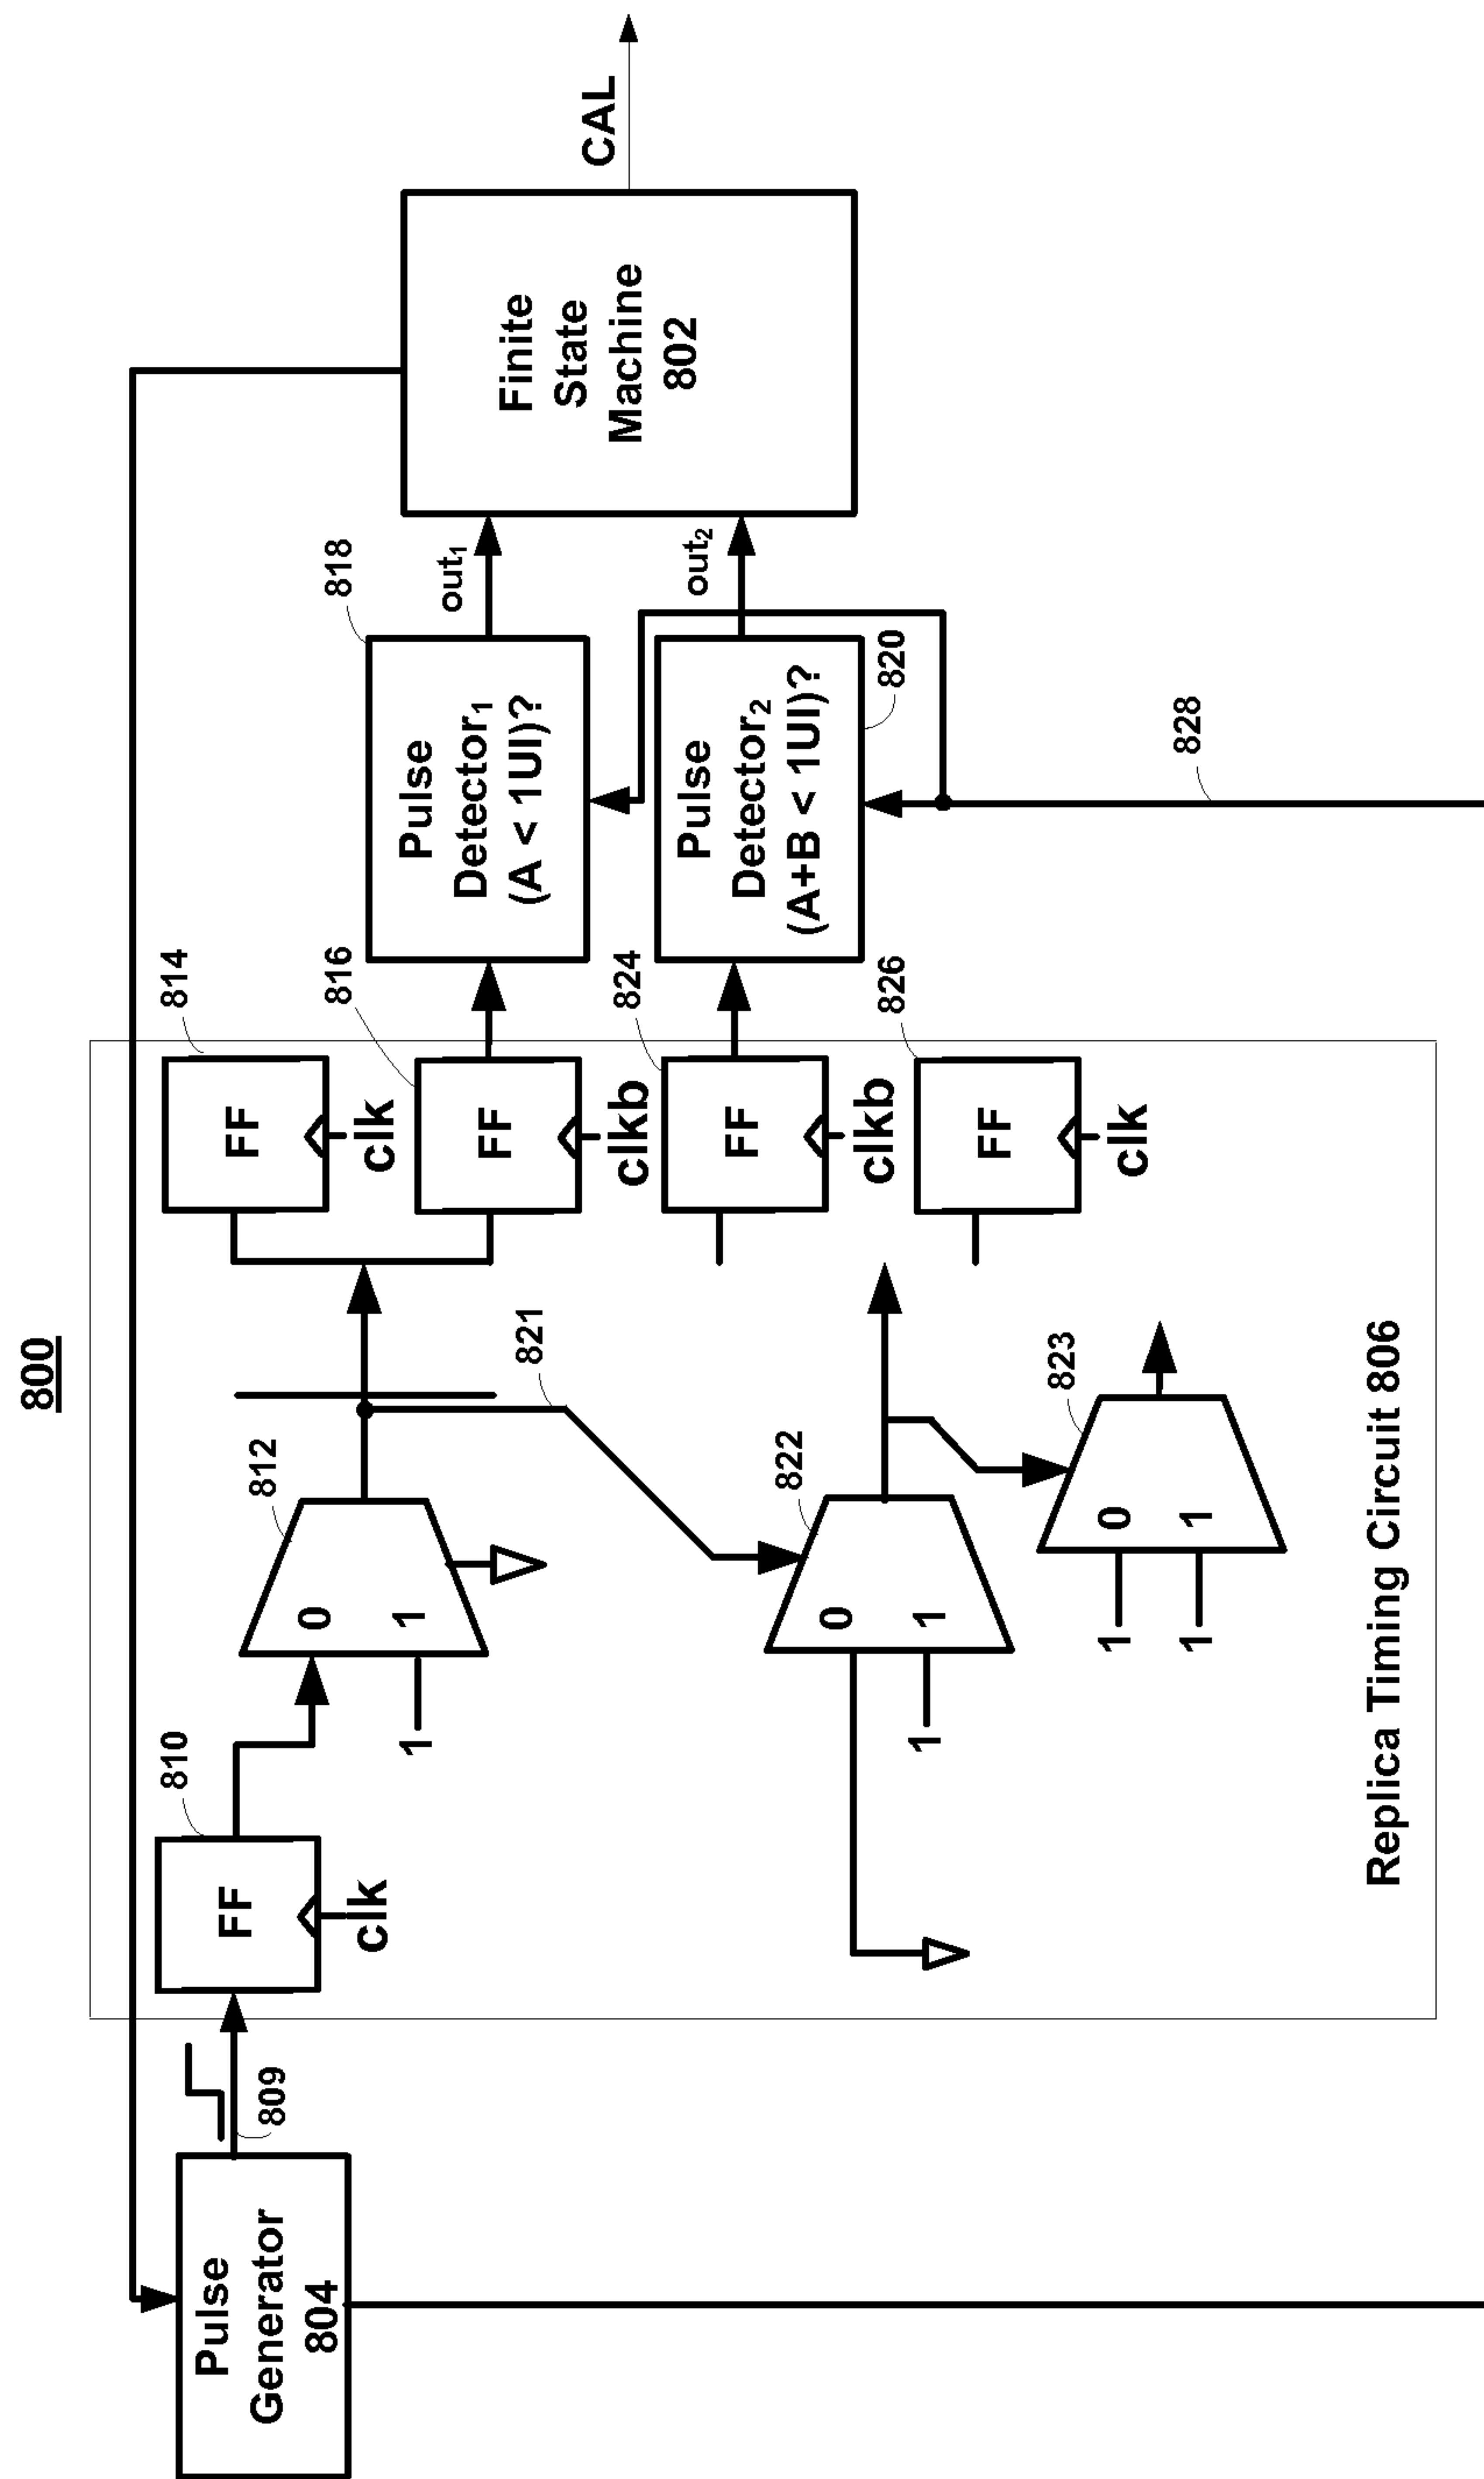 800
Pulse
Generator
804
809
810
FF
clk
812
0
1
1
814
FF
clk
816
FF
clkb
818
Pulse
Detector1
(A < 1UI)?
out1
Finite
State
Machine
802
CAL
821
822
0
1
1
823
0
1
1
1
824
FF
clkb
826
FF
clk
Pulse
Detector2
(A+B < 1UI)?
820
out2
828
Replica Timing Circuit 806